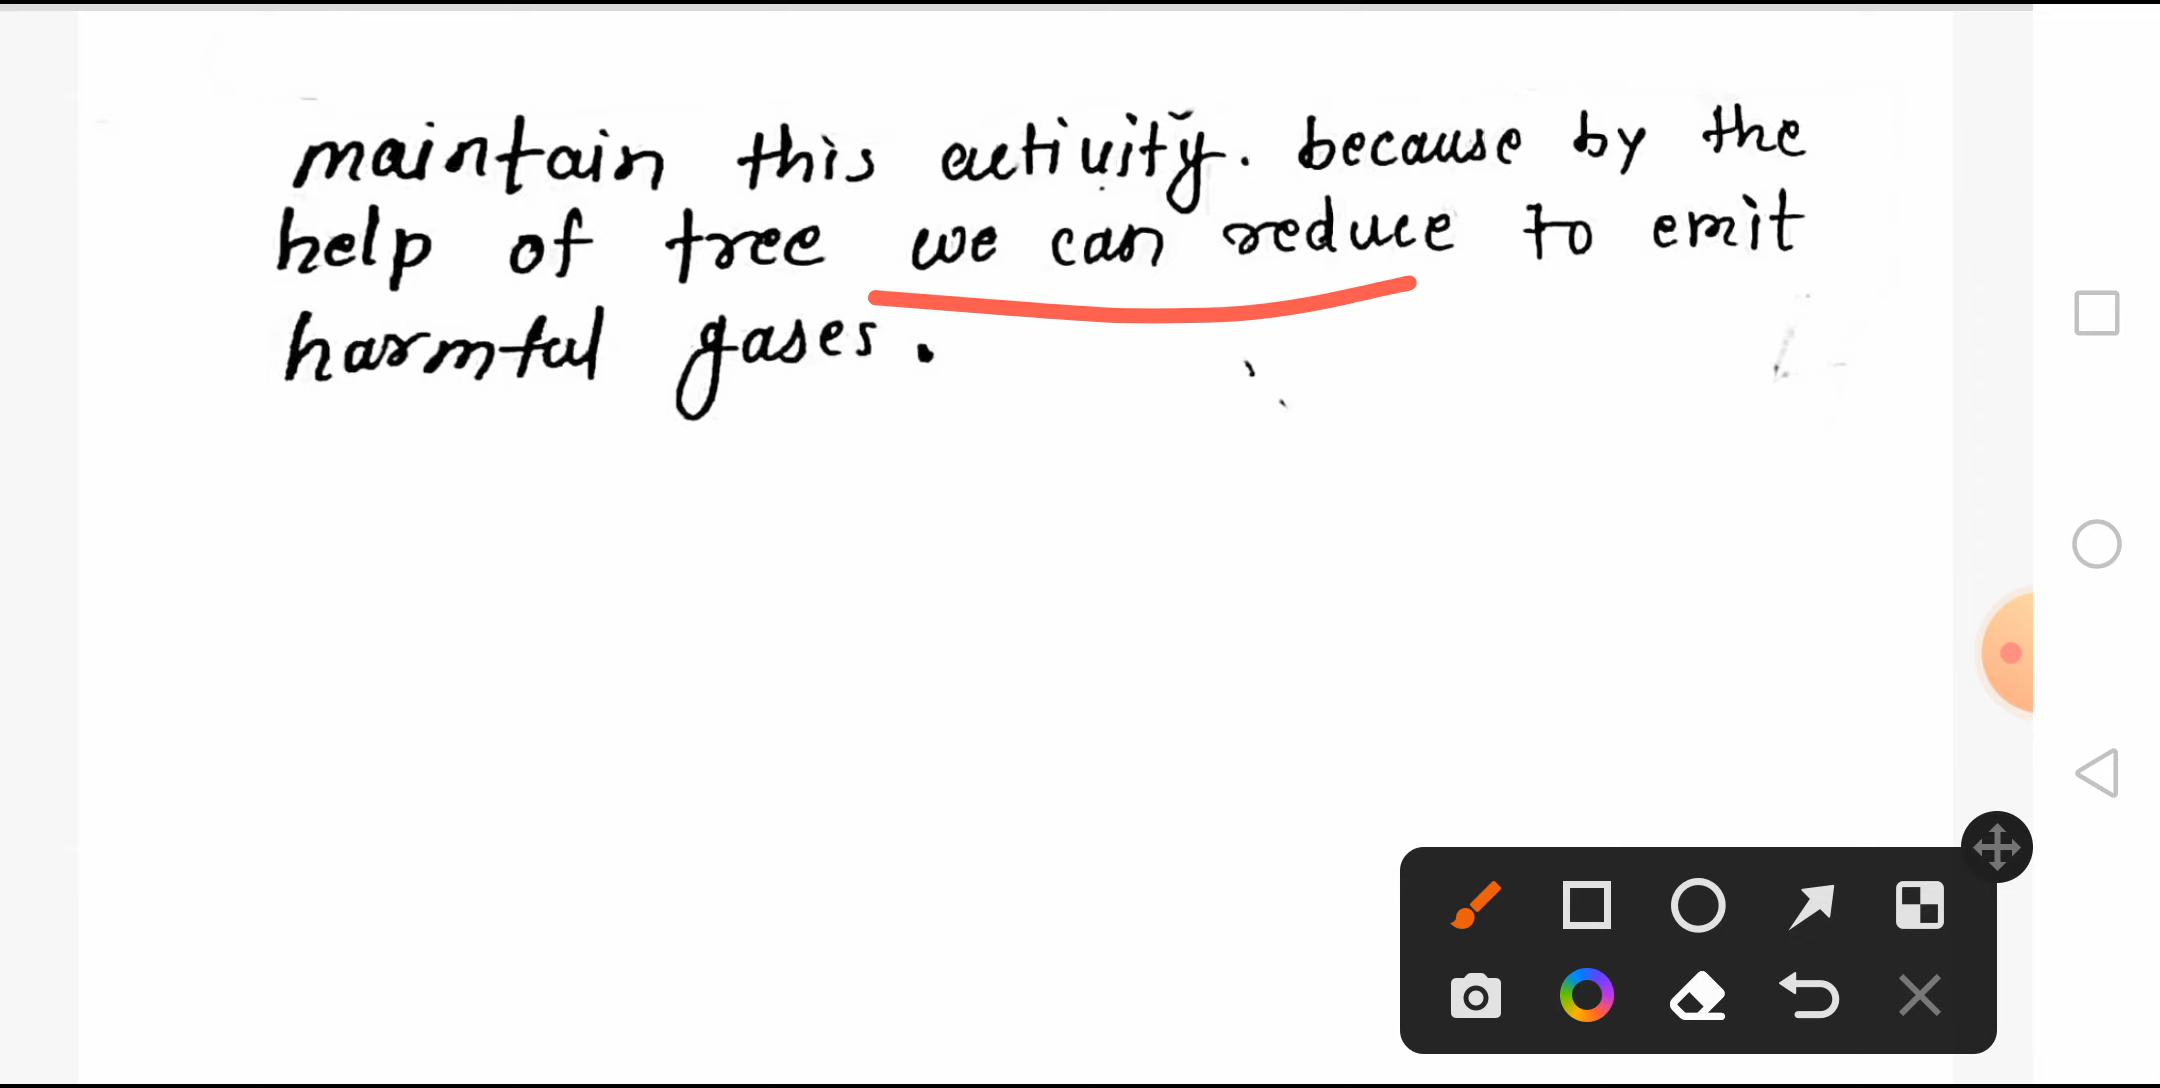 maintain this activity. because by the
help of tree we can reduce to emit
harmful gases.